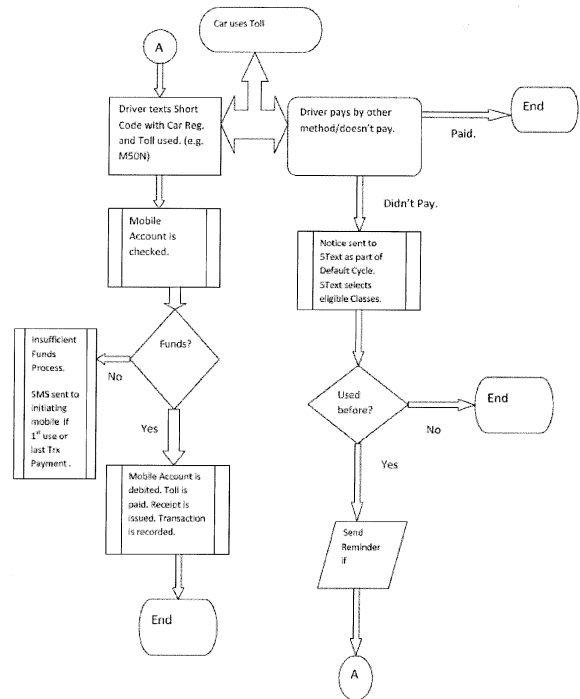 Car uses Toll
A
Driver texts Short
Code with Car Reg.
and Toll used. (e.g.
M50N)
Driver pays by other
method/doesn't pay.
Paid.
End
Didn't Pay.
Mobile
Account is
checked.
Notice sent to
5Text as part of
Default Cycle.
5Text selects
eligible Classes.
Funds?
No
Yes
Insufficient
Funds
Process.
SMS sent to
initiating
mobile if
1st use or
last Trx
Payment .
Used
before?
No
End
Yes
Mobile Account is
debited. Toll is
paid. Receipt is
issued. Transaction
is recorded.
Send
Reminder
if
End
A